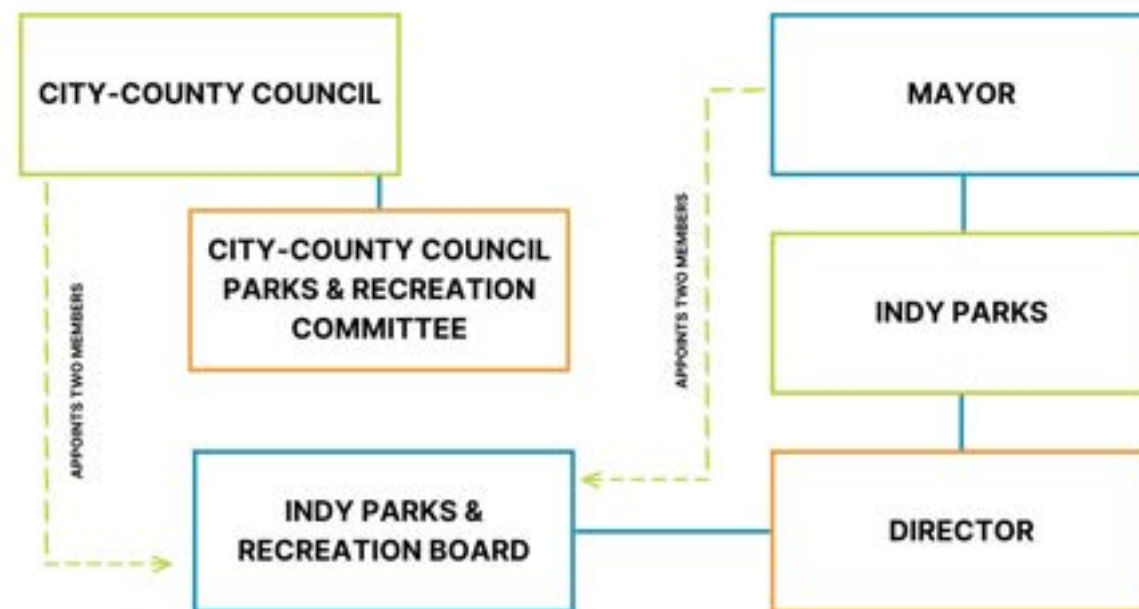 CITY-COUNTY COUNCIL
MAYOR
APPOINTS TWO MEMBERS
CITY-COUNTY COUNCIL
PARKS & RECREATION
COMMITTEE
APPOINTS TWO MEMBERS
INDY PARKS
INDY PARKS &
RECREATION BOARD
DIRECTOR